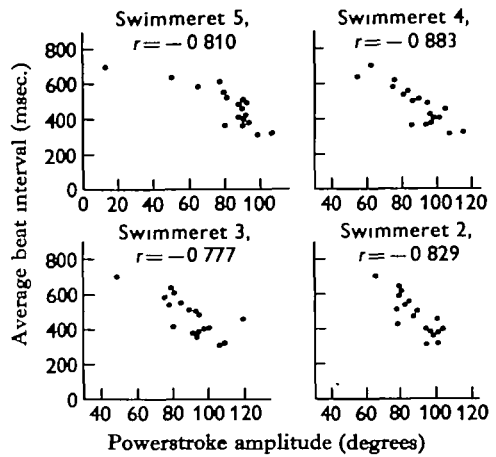 Swimmeret 5,
r=−0 810
Swimmeret 4,
r=−0 883
800
600
400
200
0
0 20 40 60 80 100
40 60 80 100 120
Swimmeret 3,
r=−0 777
Swimmeret 2,
r=−0 829
800
600
400
200
0
40 60 80 100 120
40 60 80 100 120
Average beat interval (msec.)
Powerstroke amplitude (degrees)